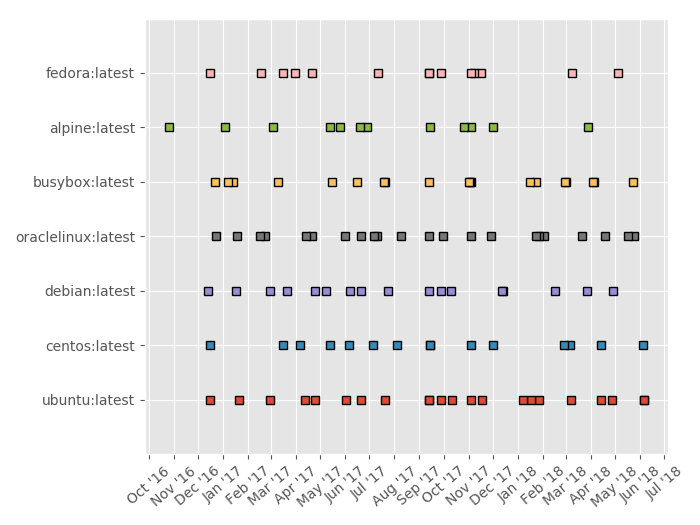 fedora:latest
alpine:latest
busybox:latest
oraclelinux:latest
debian:latest
centos:latest
ubuntu:latest
Oct '16
Nov '16
Dec '16
Jan '17
Feb '17
Mar '17
Apr '17
May '17
Jun '17
Jul '17
Aug '17
Sep '17
Oct '17
Nov '17
Dec '17
Jan '18
Feb '18
Mar '18
Apr '18
May '18
Jun '18
Jul '18